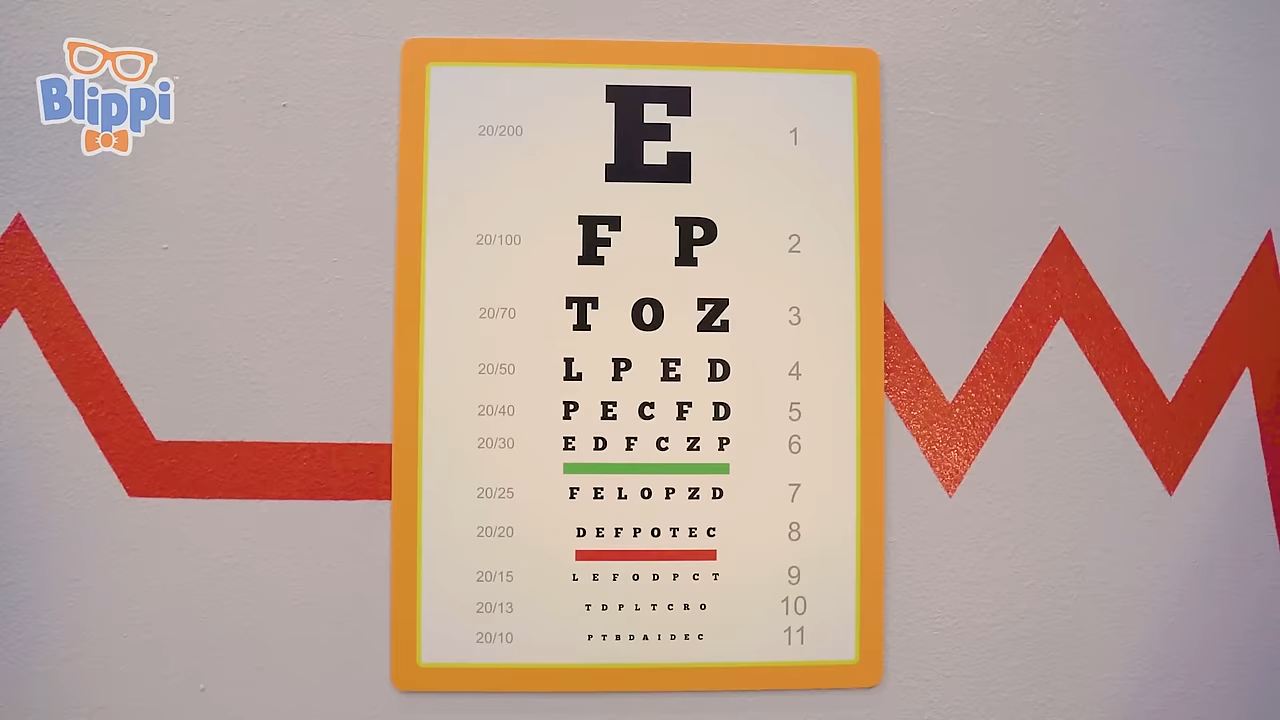 Blippi
20/200 E 1
20/100 F P 2
20/70 T O Z 3
20/50 L P E D 4
20/40 P E C F D 5
20/30 E D F C Z P 6
20/25 F E L O P Z D 7
20/20 D E F P O T E C 8
20/15 L E F O D P C T 9
20/13 T D P L T C R O 10
20/10 P T B D A I D E C 11